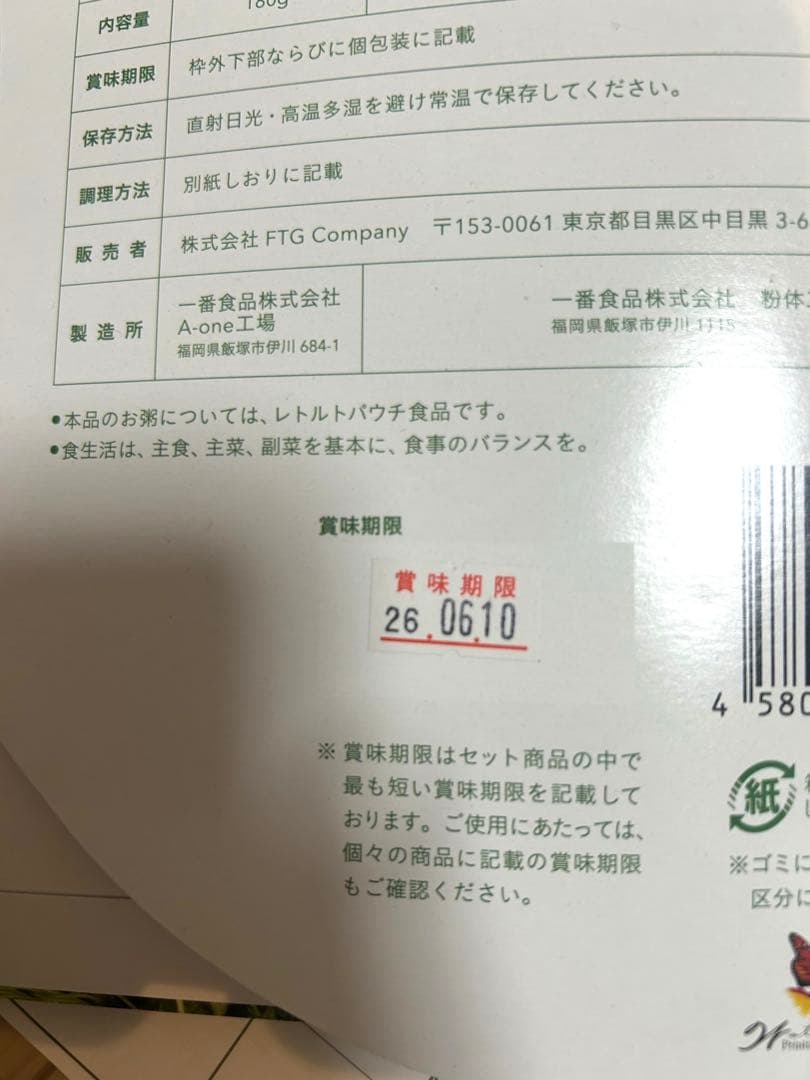 内容量 180g
賞味期限 枠外下部ならびに個包装に記載
保存方法 直射日光・高温多湿を避け常温で保存してください。
調理方法 別紙しおりに記載
販売者 株式会社 FTG Company 〒153-0061 東京都目黒区中目黒 3-6
製造所
一番食品株式会社
A-one工場
福岡県飯塚市伊川 684-1
一番食品株式会社 粉体
福岡県飯塚市伊川 1115
●本品のお粥については、レトルトパウチ食品です。
●食生活は、主食、主菜、副菜を基本に、食事のバランスを。
賞味期限
賞味期限
26.06.10
4 580
※ 賞味期限はセット商品の中で
最も短い賞味期限を記載して
おります。ご使用にあたっては、
個々の商品に記載の賞味期限
もご確認ください。
紙
※ゴミに
区分に